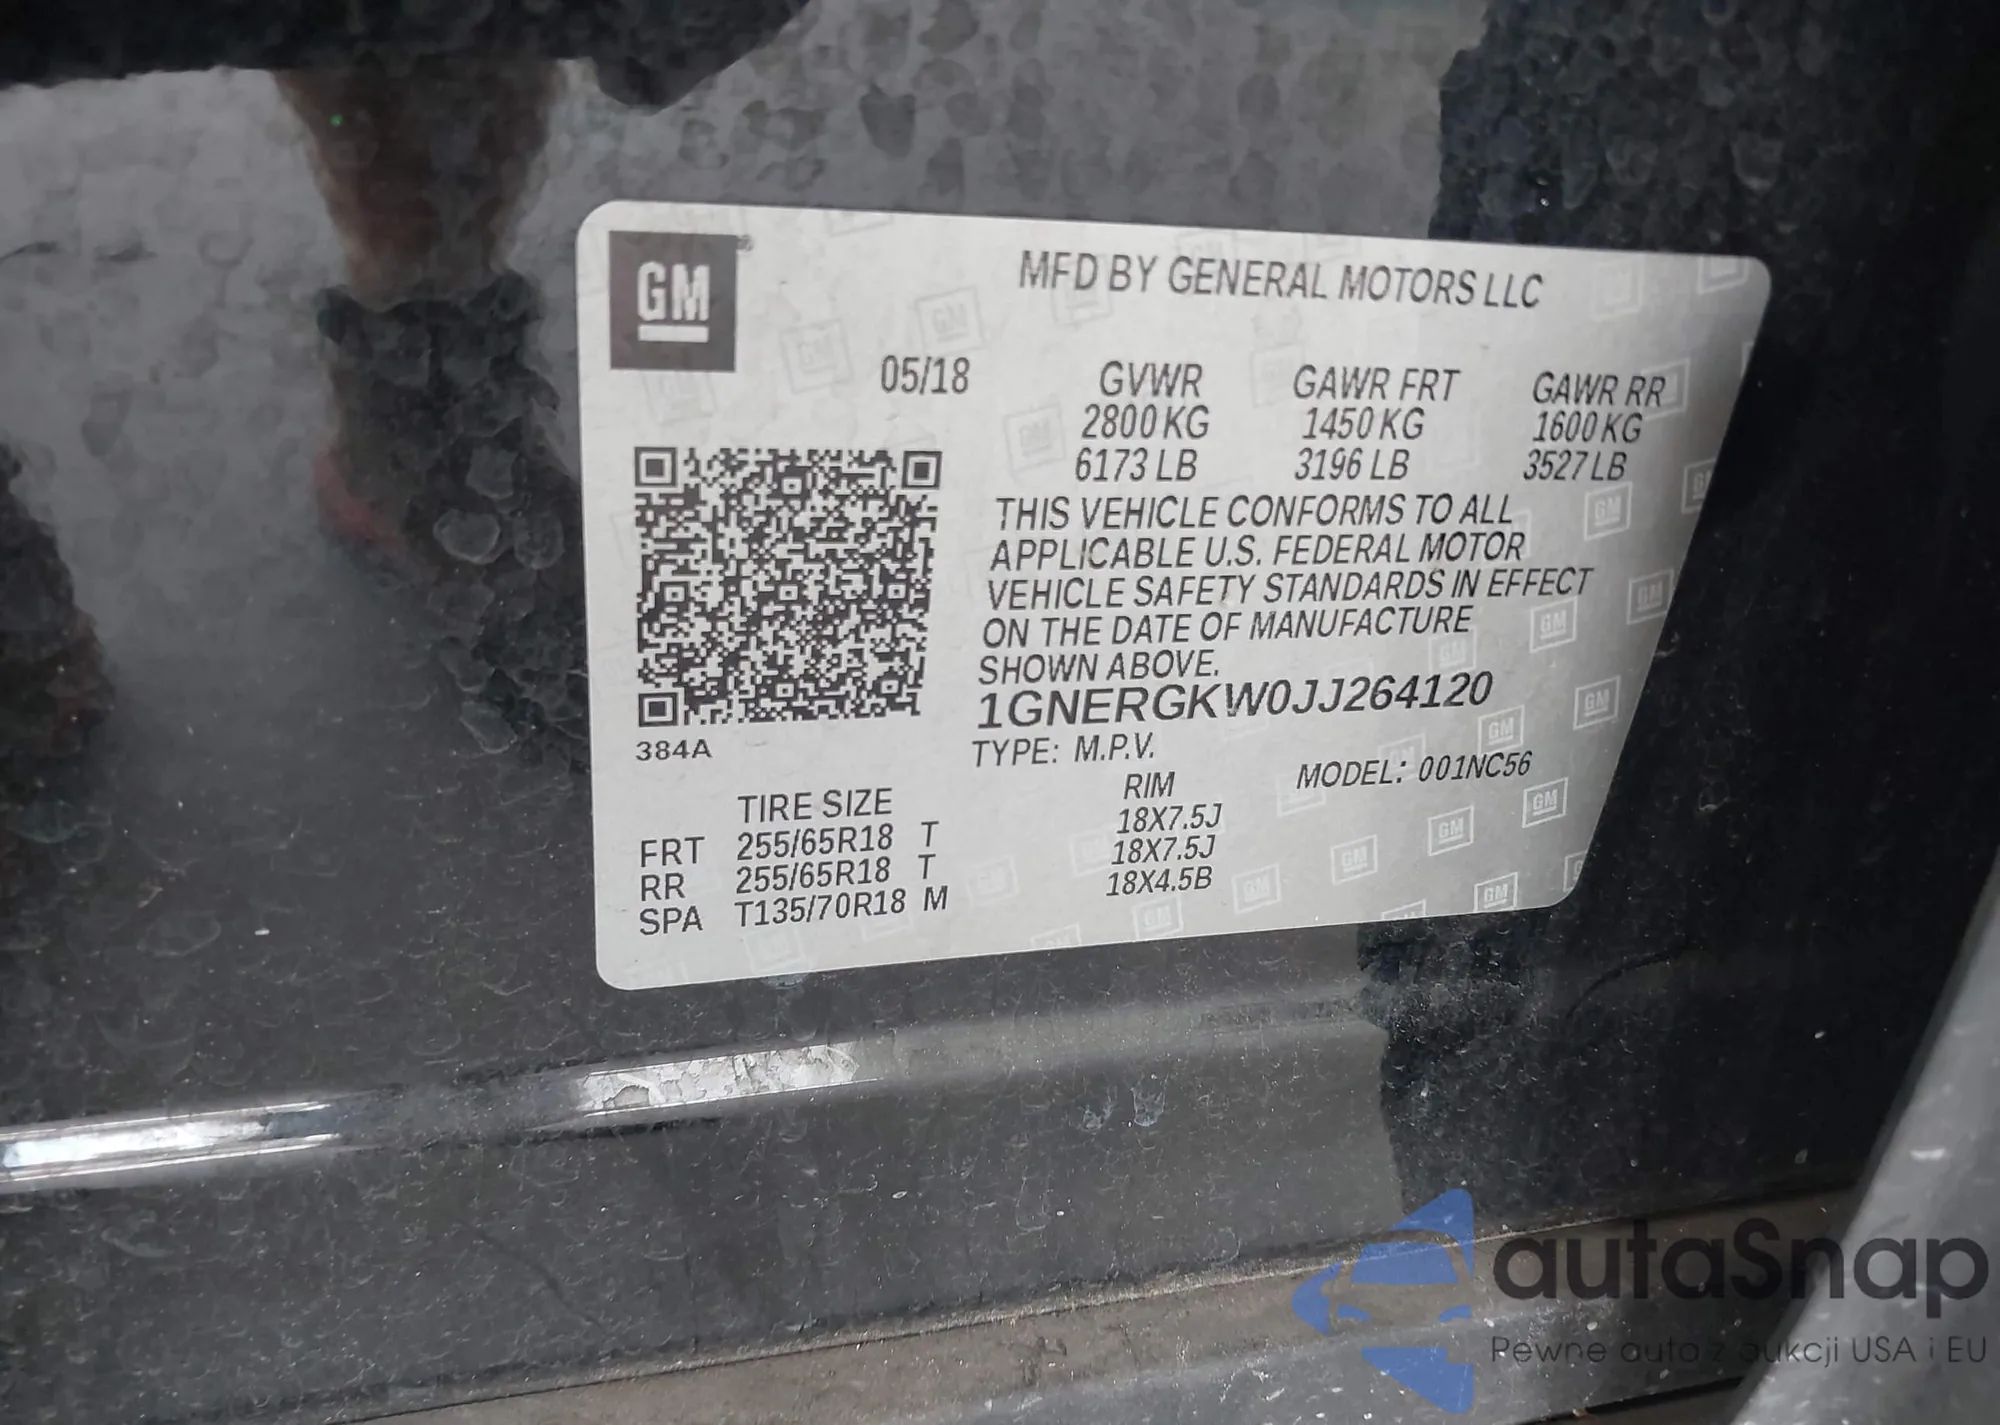 GM
MFD BY GENERAL MOTORS LLC
05/18
GVWR GAWR FRT GAWR RR
2800 KG 1450 KG 1600 KG
6173 LB 3196 LB 3527 LB
THIS VEHICLE CONFORMS TO ALL
APPLICABLE U.S. FEDERAL MOTOR
VEHICLE SAFETY STANDARDS IN EFFECT
ON THE DATE OF MANUFACTURE
SHOWN ABOVE.
1GNERGKW0JJ264120
384A
TYPE: M.P.V.
MODEL: 001NC56
TIRE SIZE RIM
FRT 255/65R18 T 18X7.5J
RR 255/65R18 T 18X7.5J
SPA T135/70R18 M 18X4.5B
autaSnap
Pewne auta z aukcji USA i EU